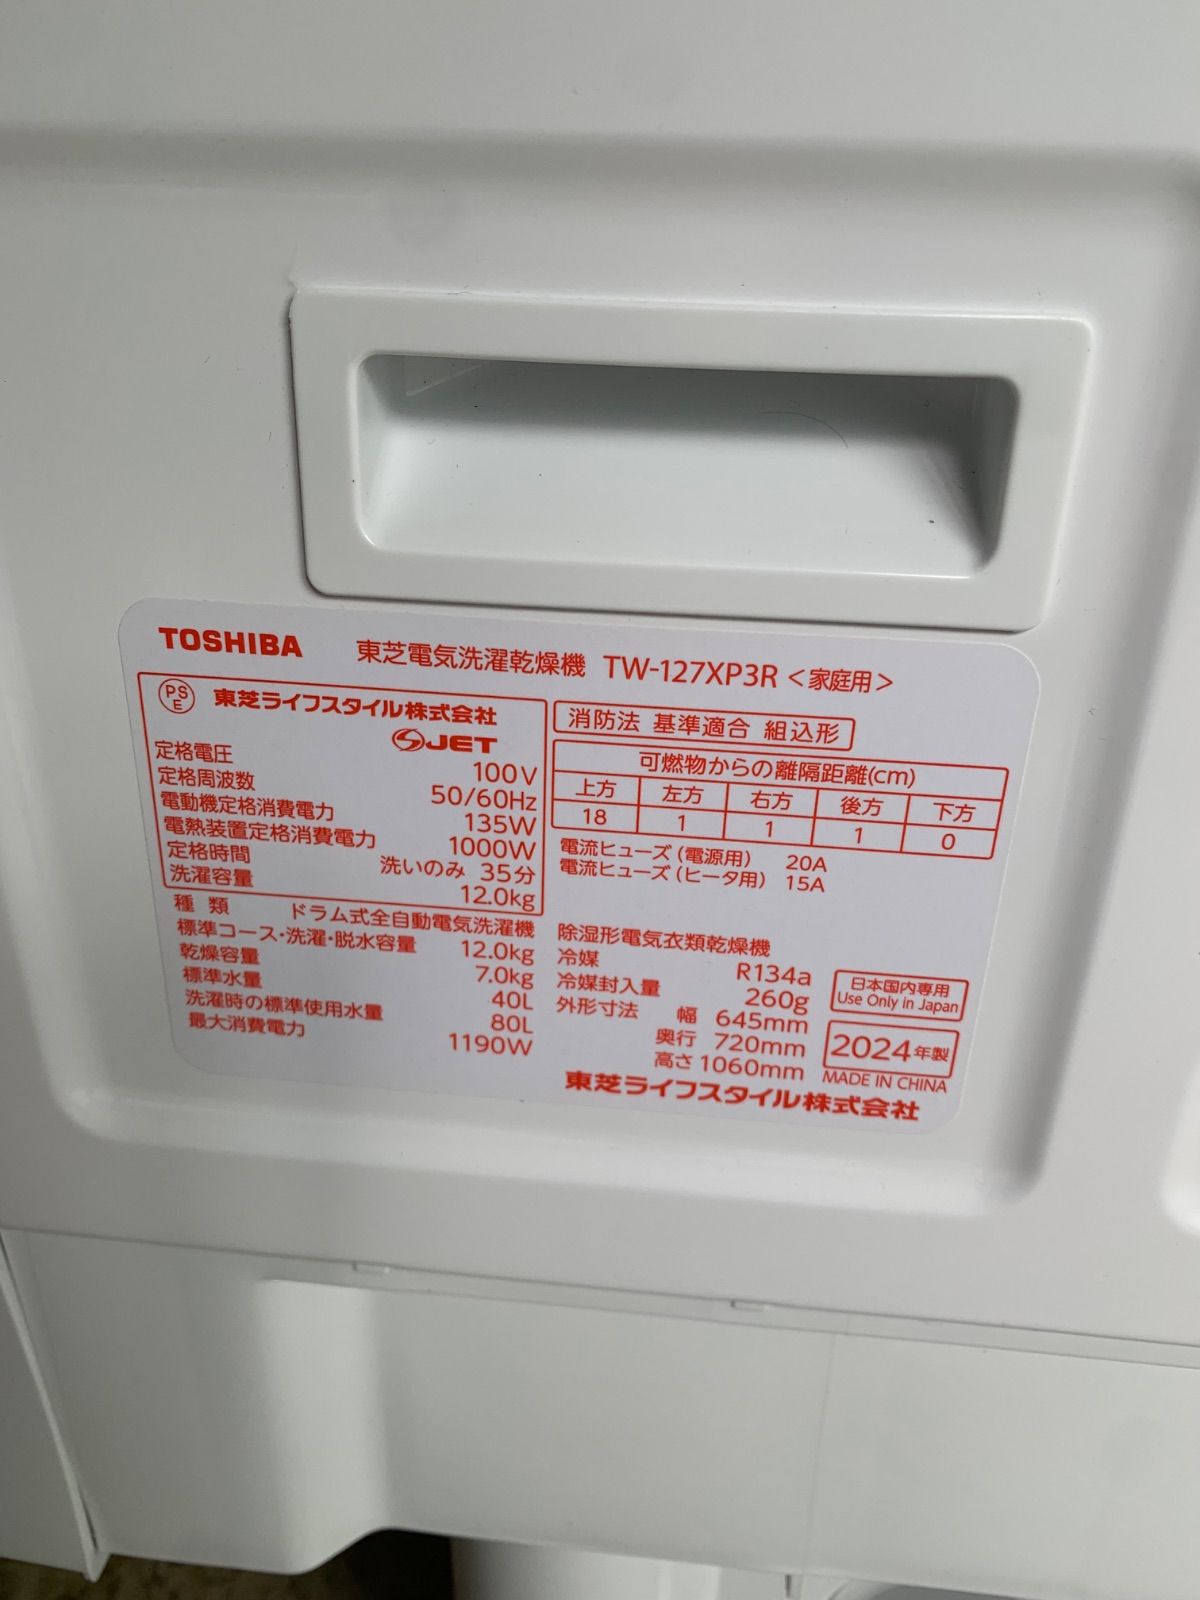 TOSHIBA 東芝電気洗濯乾燥機 TW-127XP3R <家庭用>
PS E 東芝ライフスタイル株式会社
JET
定格電圧 100V
定格周波数 50/60Hz
電動機定格消費電力 135W
電熱装置定格消費電力 1000W
定格時間 洗いのみ 35分
洗濯容量 12.0kg
種類 ドラム式全自動電気洗濯機
標準コース・洗濯・脱水容量 12.0kg
乾燥容量 7.0kg
標準水量 40L
洗濯時の標準使用水量 80L
最大消費電力 1190W
消防法 基準適合 組込形
可燃物からの離隔距離(cm)
上方 左方 右方 後方 下方
18 1 1 1 0
電流ヒューズ(電源用) 20A
電流ヒューズ(ヒータ用) 15A
除湿形電気衣類乾燥機
冷媒 R134a
冷媒封入量 260g
外形寸法 幅 645mm
奥行 720mm
高さ 1060mm
日本国内専用
Use Only in Japan
2024年製
MADE IN CHINA
東芝ライフスタイル株式会社